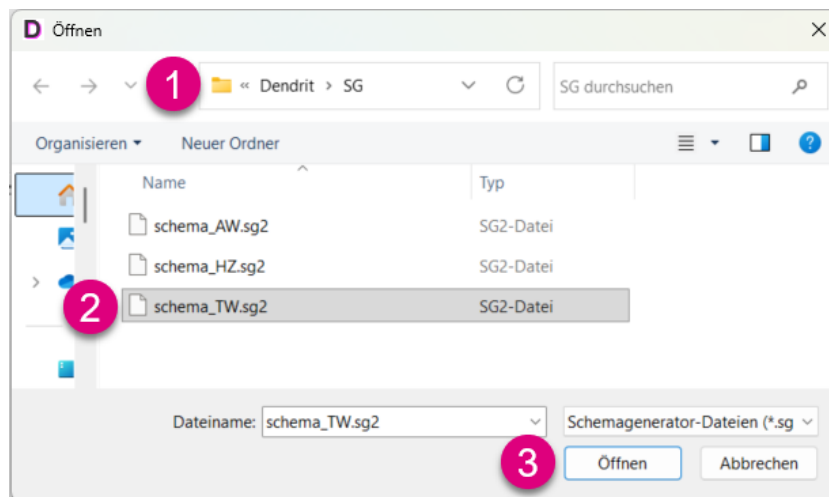 D Öffnen
1 « Dendrit > SG SG durchsuchen
Organisieren Neuer Ordner ?
Name Typ
schema_AW.sg2 SG2-Datei
schema_HZ.sg2 SG2-Datei
2 schema_TW.sg2 SG2-Datei
Dateiname: schema_TW.sg2 Schemagenerator-Dateien (*.sg
3 Öffnen Abbrechen